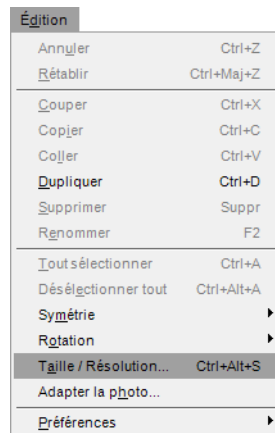 Édition
Annuler Ctrl+Z
Rétablir Ctrl+Maj+Z
Couper Ctrl+X
Copier Ctrl+C
Coller Ctrl+V
Dupliquer Ctrl+D
Supprimer Suppr
Renommer F2
Tout sélectionner Ctrl+A
Désélectionner tout Ctrl+Alt+A
Symétrie
Rotation
Taille / Résolution... Ctrl+Alt+S
Adapter la photo...
Préférences